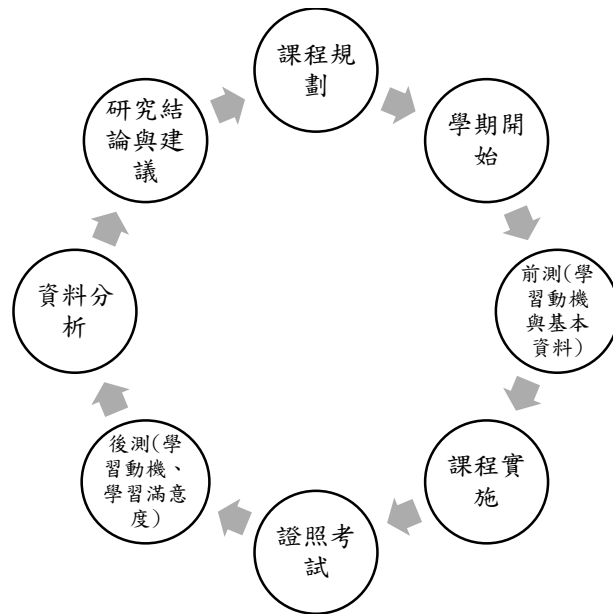 課程規
劃
學期開
始
前測(學
習動機
與基本
資料)
課程實
施
證照考
試
後測(學
習動機、
學習滿意
度)
資料分
析
研究結
論與建
議